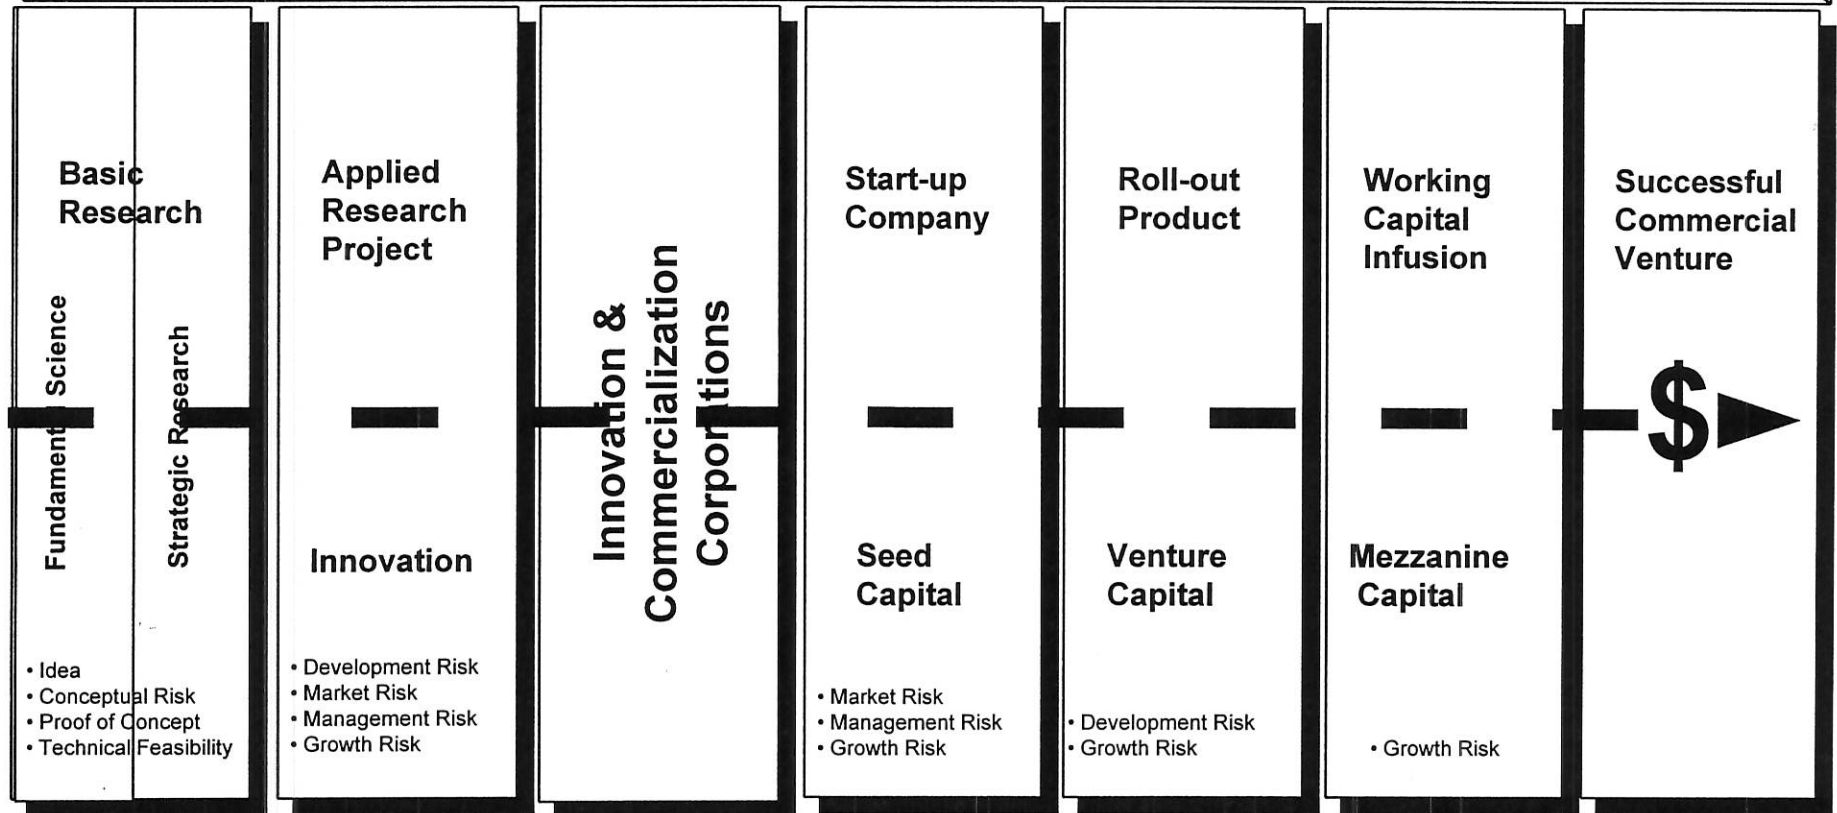 Basic
Research
Fundamental Science
Strategic Research
• Idea
• Conceptual Risk
• Proof of Concept
• Technical Feasibility
Applied
Research
Project
Innovation
• Development Risk
• Market Risk
• Management Risk
• Growth Risk
Innovation &
Commercialization
Corporations
Start-up
Company
Seed
Capital
• Market Risk
• Management Risk
• Growth Risk
Roll-out
Product
Venture
Capital
• Development Risk
• Growth Risk
Working
Capital
Infusion
Mezzanine
Capital
• Growth Risk
Successful
Commercial
Venture
$